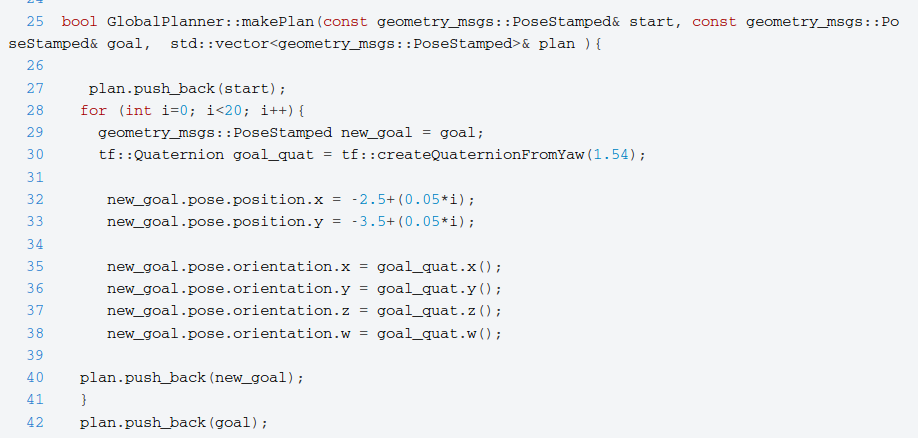 25 bool GlobalPlanner::makePlan(const geometry_msgs::PoseStamped& start, const geometry_msgs::Po
seStamped& goal,  std::vector<geometry_msgs::PoseStamped>& plan ){
26
27    plan.push_back(start);
28   for (int i=0; i<20; i++){
29     geometry_msgs::PoseStamped new_goal = goal;
30     tf::Quaternion goal_quat = tf::createQuaternionFromYaw(1.54);
31
32      new_goal.pose.position.x = -2.5+(0.05*i);
33      new_goal.pose.position.y = -3.5+(0.05*i);
34
35      new_goal.pose.orientation.x = goal_quat.x();
36      new_goal.pose.orientation.y = goal_quat.y();
37      new_goal.pose.orientation.z = goal_quat.z();
38      new_goal.pose.orientation.w = goal_quat.w();
39
40   plan.push_back(new_goal);
41   }
42   plan.push_back(goal);